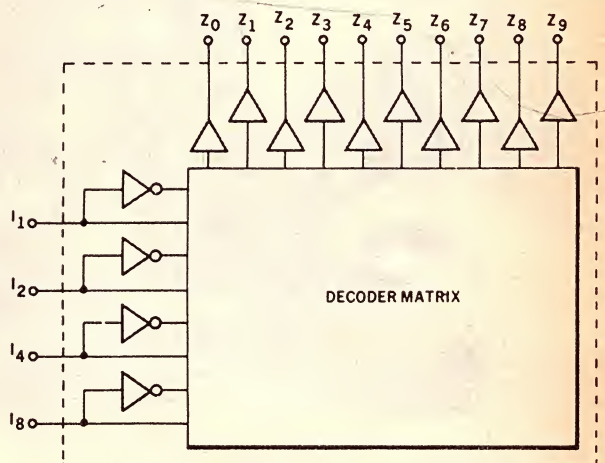 Z0 Z1 Z2 Z3 Z4 Z5 Z6 Z7 Z8 Z9
I1
I2
DECODER MATRIX
I4
I8